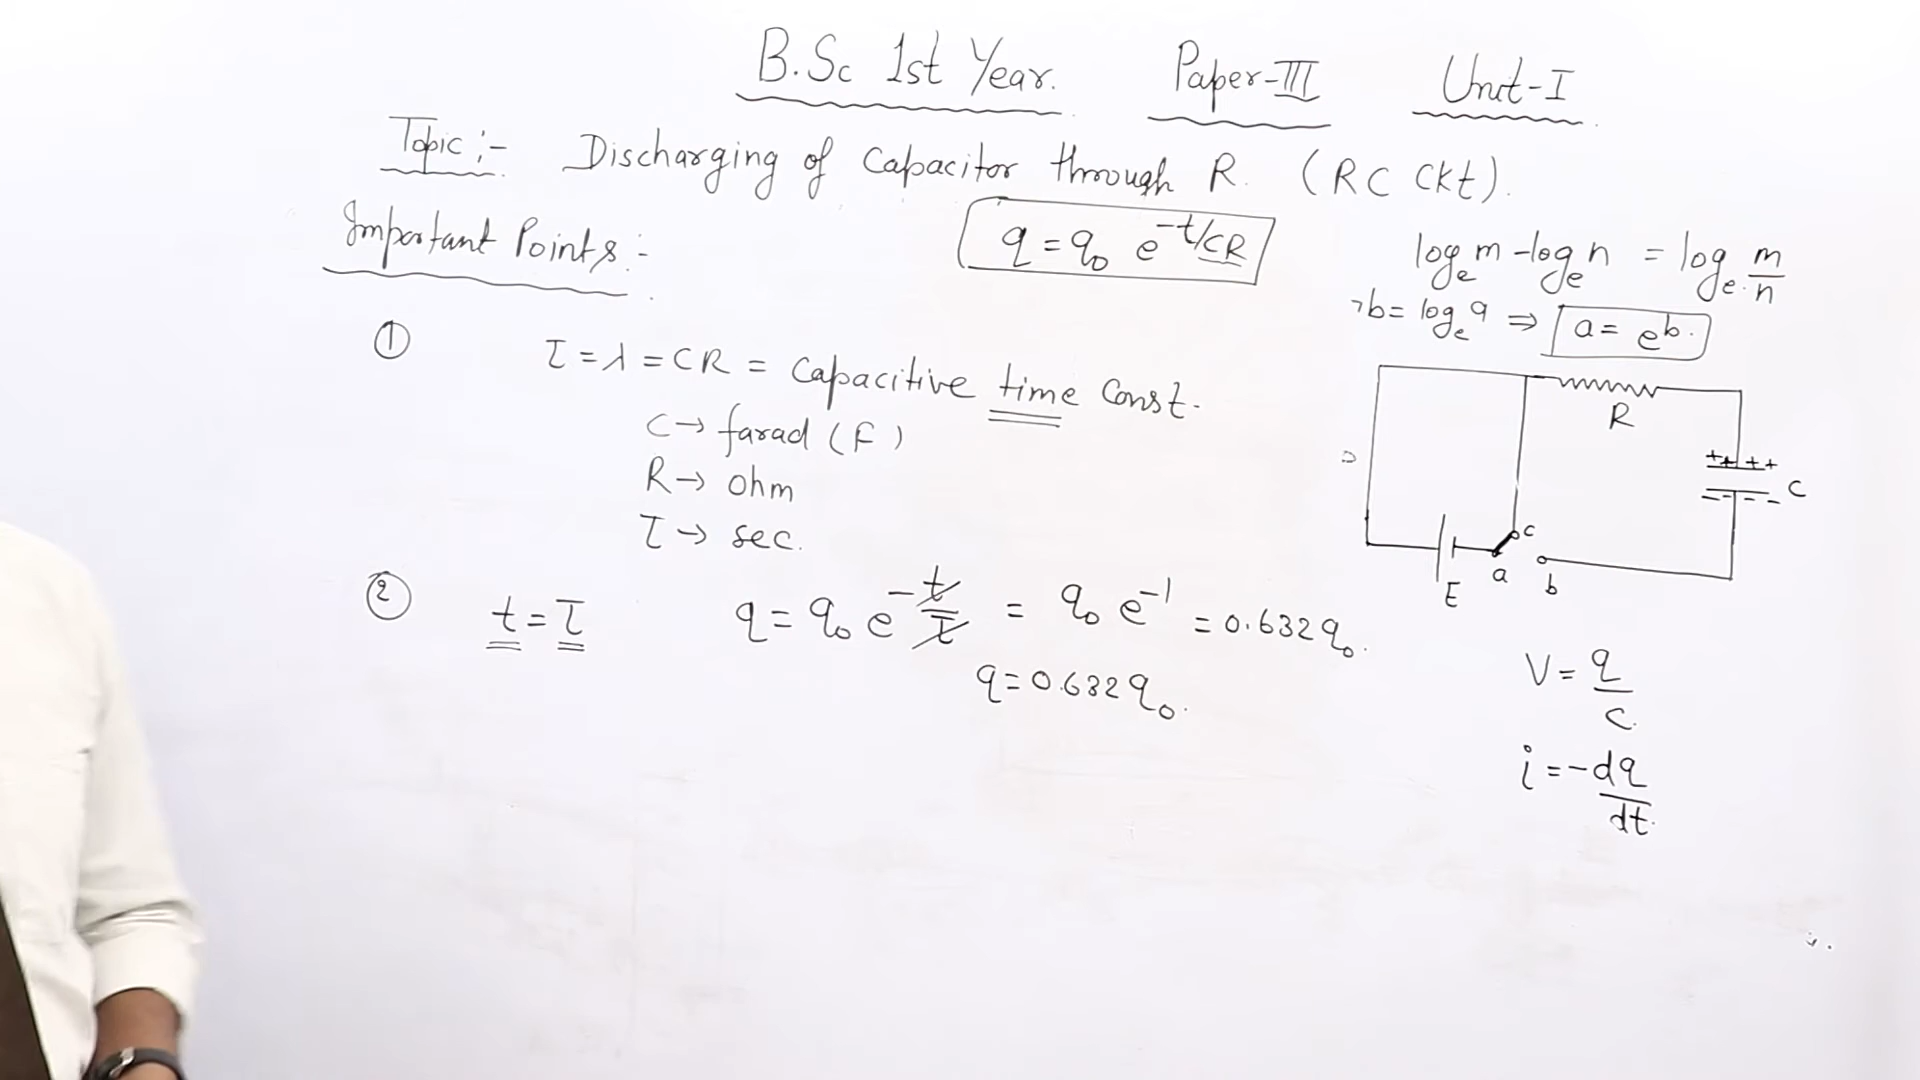 B.Sc 1st Year. Paper-III Unit-I
Topic:- Discharging of Capacitor through R. (RC Ckt).
Important Points:-
q = q₀ e^(-t/CR)
logₑ m - logₑ n = logₑ m/n
b = logₑ a ⇒ a = e^b.
① τ = λ = CR = Capacitive time Const.
C → farad (F)
R → Ohm
τ → sec.
② t = τ q = q₀ e^(-t/τ) = q₀ e^(-1) = 0.632 q₀.
q = 0.632 q₀.
R
++ ++
---- C
E a c b
V = q/C.
i = -dq/dt.